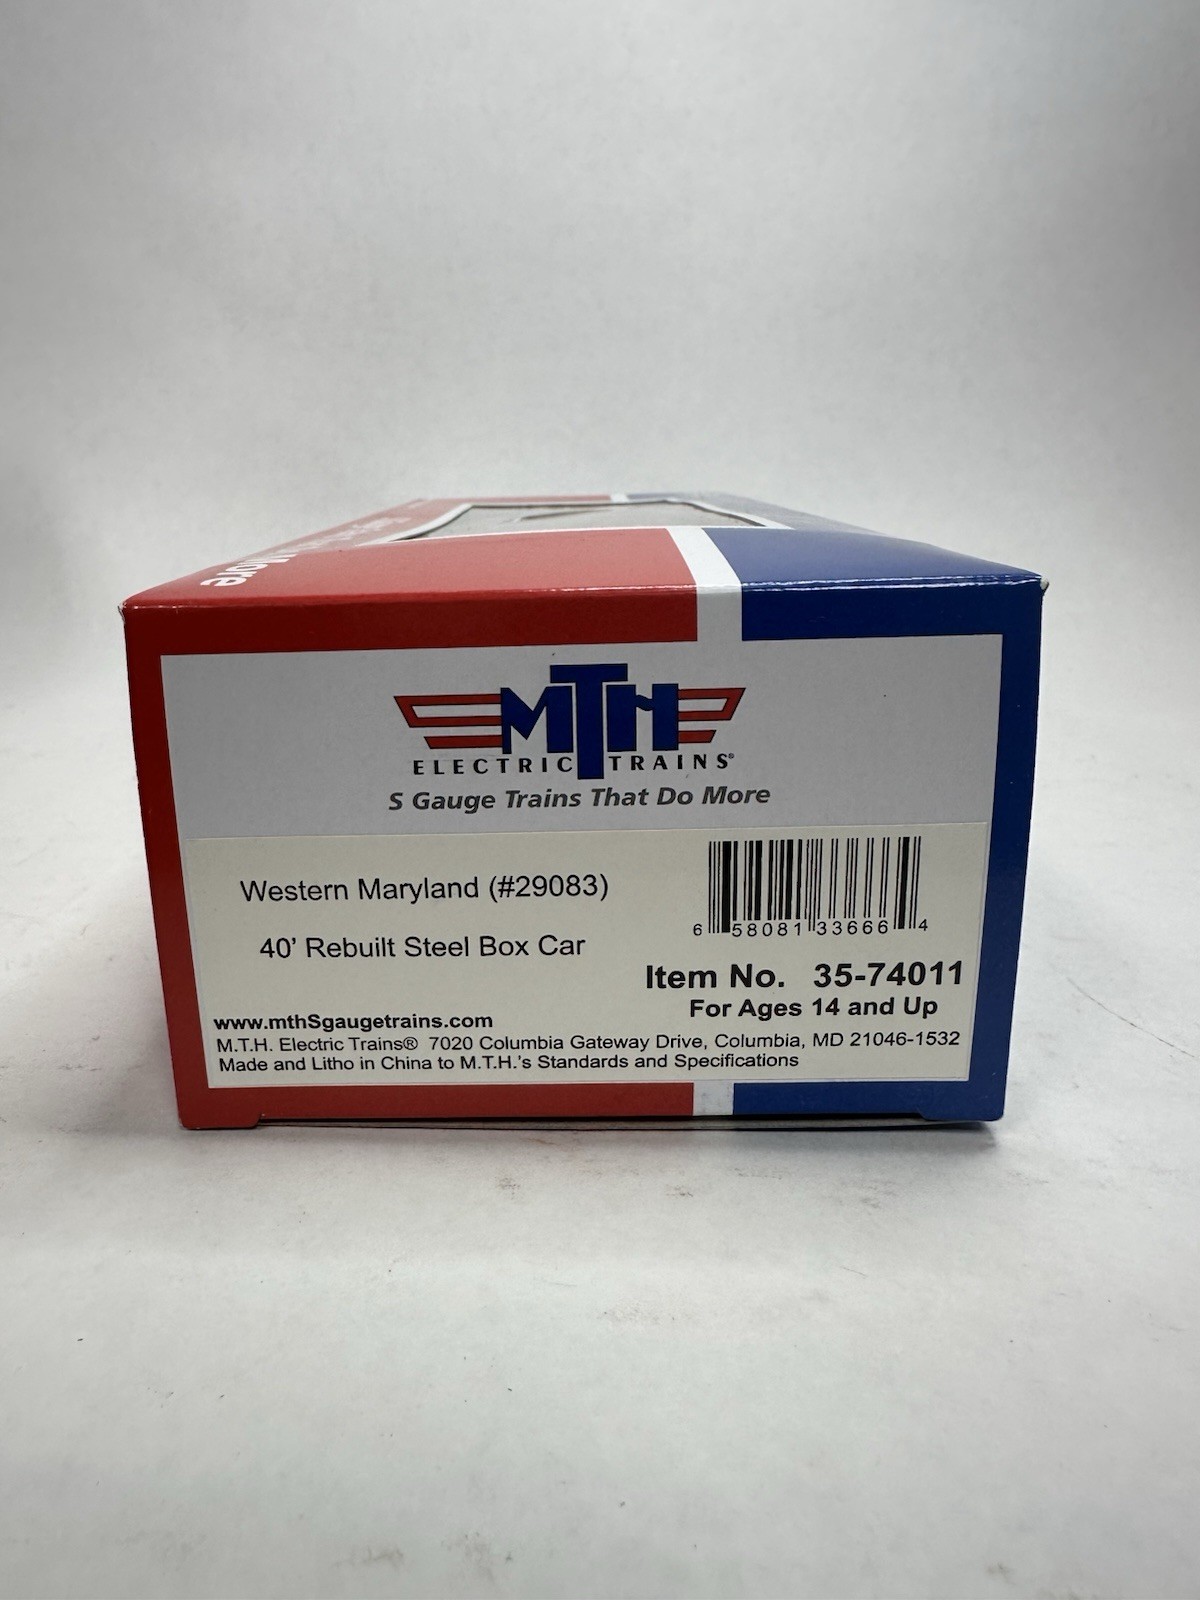 More
MTH
ELECTRIC TRAINS®
S Gauge Trains That Do More
Western Maryland (#29083)
40' Rebuilt Steel Box Car
6 58081 33666 4
Item No. 35-74011
For Ages 14 and Up
www.mthSgaugetrains.com
M.T.H. Electric Trains® 7020 Columbia Gateway Drive, Columbia, MD 21046-1532
Made and Litho in China to M.T.H.'s Standards and Specifications